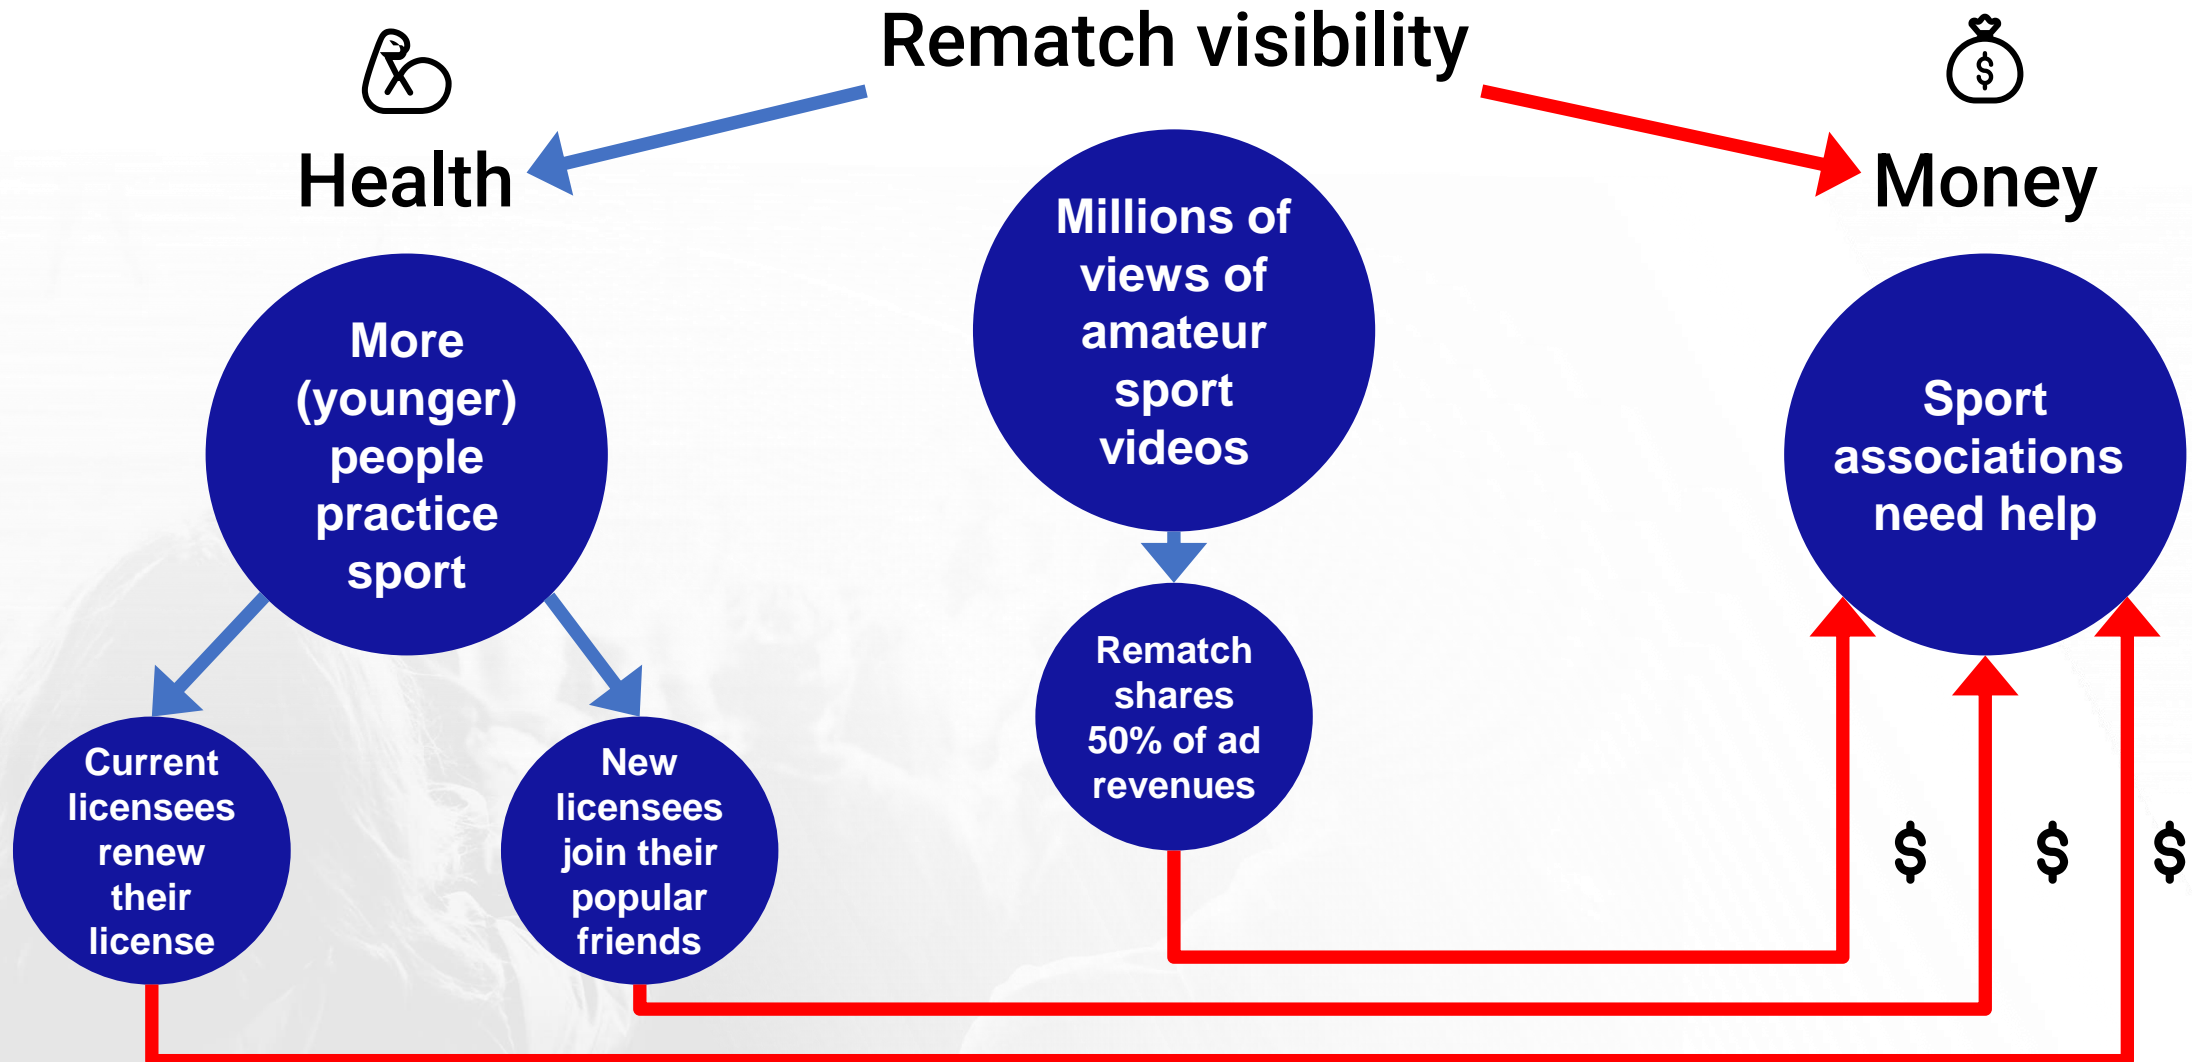 Rematch visibility
Health
Money
More
(younger)
people
practice
sport
Millions of
views of
amateur
sport
videos
Sport
associations
need help
Current
licensees
renew
their
license
New
licensees
join their
popular
friends
Rematch
shares
50% of ad
revenues
$
$
$
$